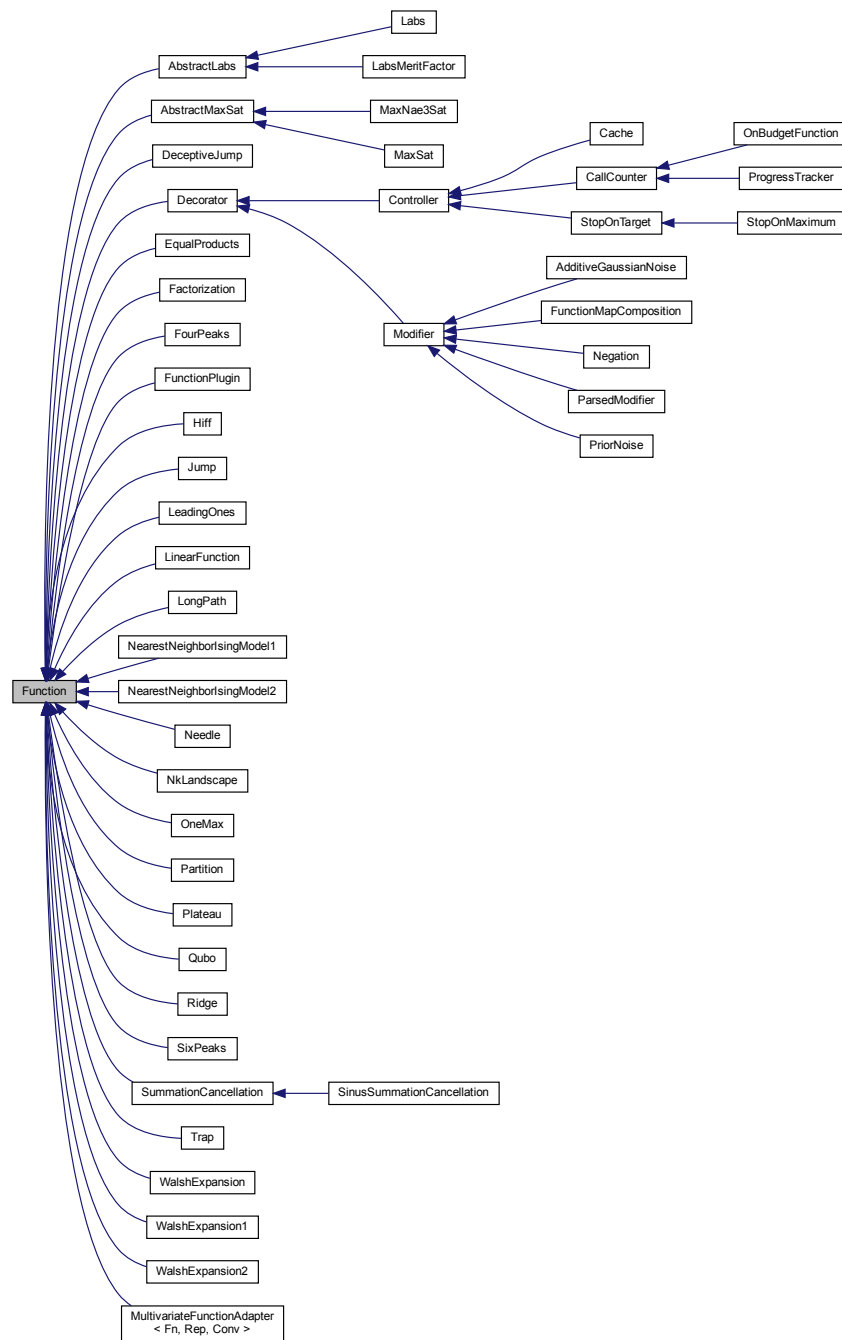 Labs
AbstractLabs
LabsMeritFactor
AbstractMaxSat
MaxNae3Sat
MaxSat
DeceptiveJump
Cache
OnBudgetFunction
CallCounter
ProgressTracker
Decorator
Controller
StopOnTarget
StopOnMaximum
EqualProducts
AdditiveGaussianNoise
Factorization
FunctionMapComposition
FourPeaks
Modifier
Negation
FunctionPlugin
ParsedModifier
Hiff
PriorNoise
Jump
LeadingOnes
LinearFunction
LongPath
NearestNeighborIsingModel1
Function
NearestNeighborIsingModel2
Needle
NkLandscape
OneMax
Partition
Plateau
Qubo
Ridge
SixPeaks
SummationCancellation
SinusSummationCancellation
Trap
WalshExpansion
WalshExpansion1
WalshExpansion2
MultivariateFunctionAdapter
< Fn, Rep, Conv >